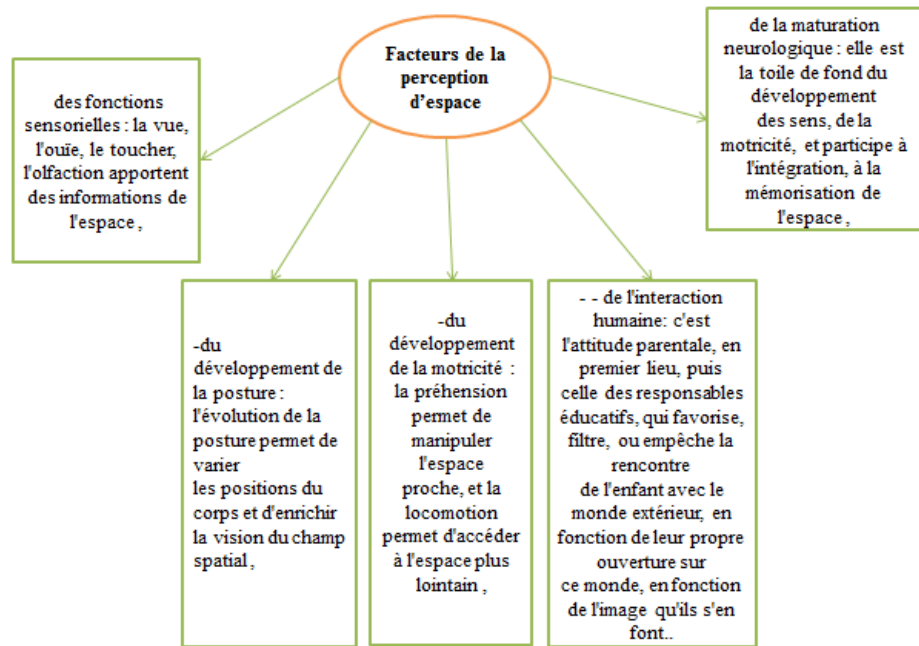 Facteurs de la
perception
d'espace
des fonctions
sensorielles : la vue,
l'ouïe, le toucher,
l'olfaction apportent
des informations de
l'espace ,
de la maturation
neurologique : elle est
la toile de fond du
développement
des sens, de la
motricité, et participe à
l'intégration, à la
mémorisation de
l'espace ,
-du
développement de
la posture :
l'évolution de la
posture permet de
varier
les positions du
corps et d'enrichir
la vision du champ
spatial ,
-du
développement
de la motricité :
la préhension
permet de
manipuler
l'espace
proche, et la
locomotion
permet d'accéder
à l'espace plus
lointain ,
- - de l'interaction
humaine: c'est
l'attitude parentale, en
premier lieu, puis
celle des responsables
éducatifs, qui favorise,
filtre, ou empêche la
rencontre
de l'enfant avec le
monde extérieur, en
fonction de leur propre
ouverture sur
ce monde, en fonction
de l'image qu'ils s'en
font..